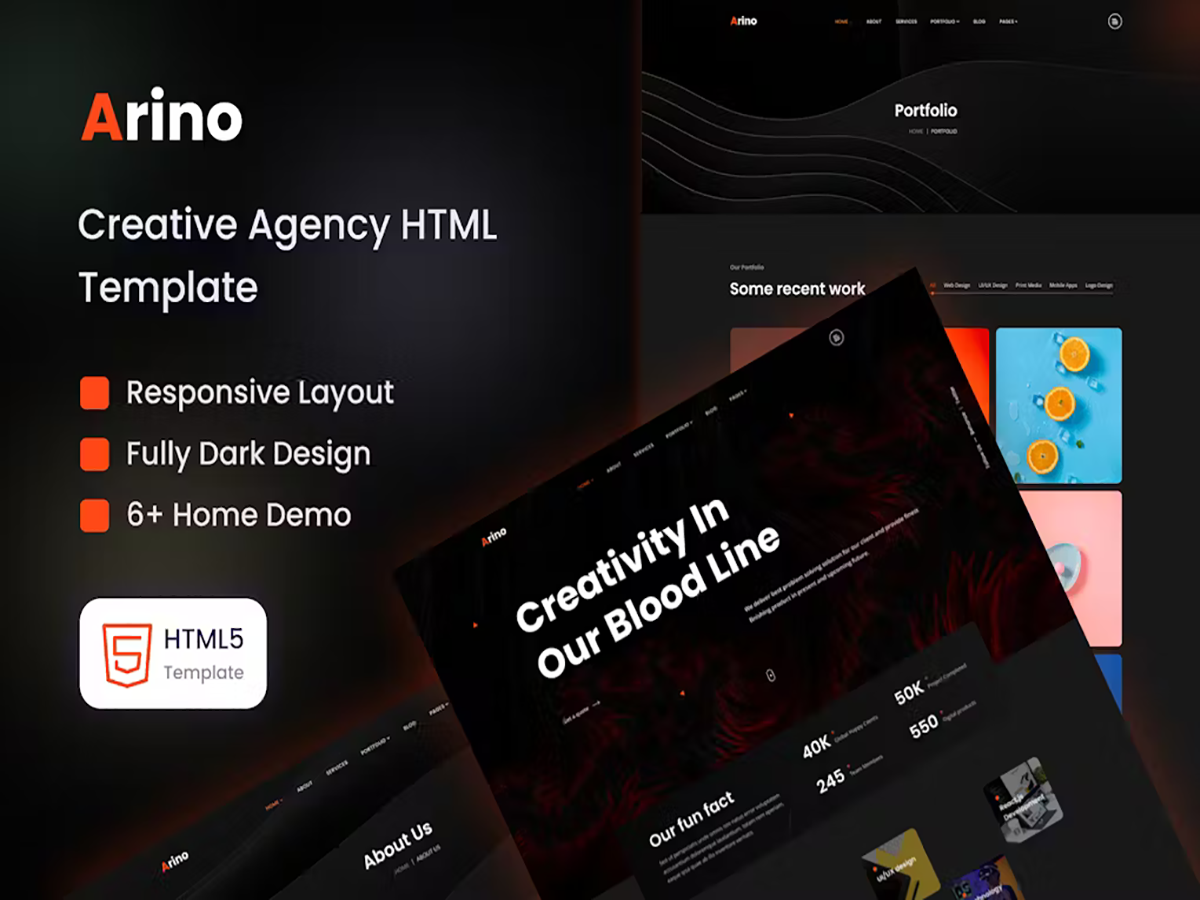 Arino
Creative Agency HTML
Template
Responsive Layout
Fully Dark Design
6+ Home Demo
HTML5
Template
Arino
HOME
ABOUT
SERVICES
PORTFOLIO
BLOG
PAGES
Portfolio
HOME | PORTFOLIO
Our Portfolio
Some recent work
All
Web Design
UI/UX Design
Print Media
Mobile Apps
Logo Design
Arino
HOME
ABOUT
SERVICES
PORTFOLIO
BLOG
PAGES
Creativity In
Our Blood Line
We deliver best problem solving solution for our client and provide finest
finishing product in present and upcoming future.
Get a quote
Our fun fact
40K
Global Happy Clients
50K
Project Completed
245
Team Members
550
Digital products
React.js
Development
UI/UX design
Arino
HOME
ABOUT
SERVICES
PORTFOLIO
BLOG
PAGES
About Us
HOME | ABOUT US